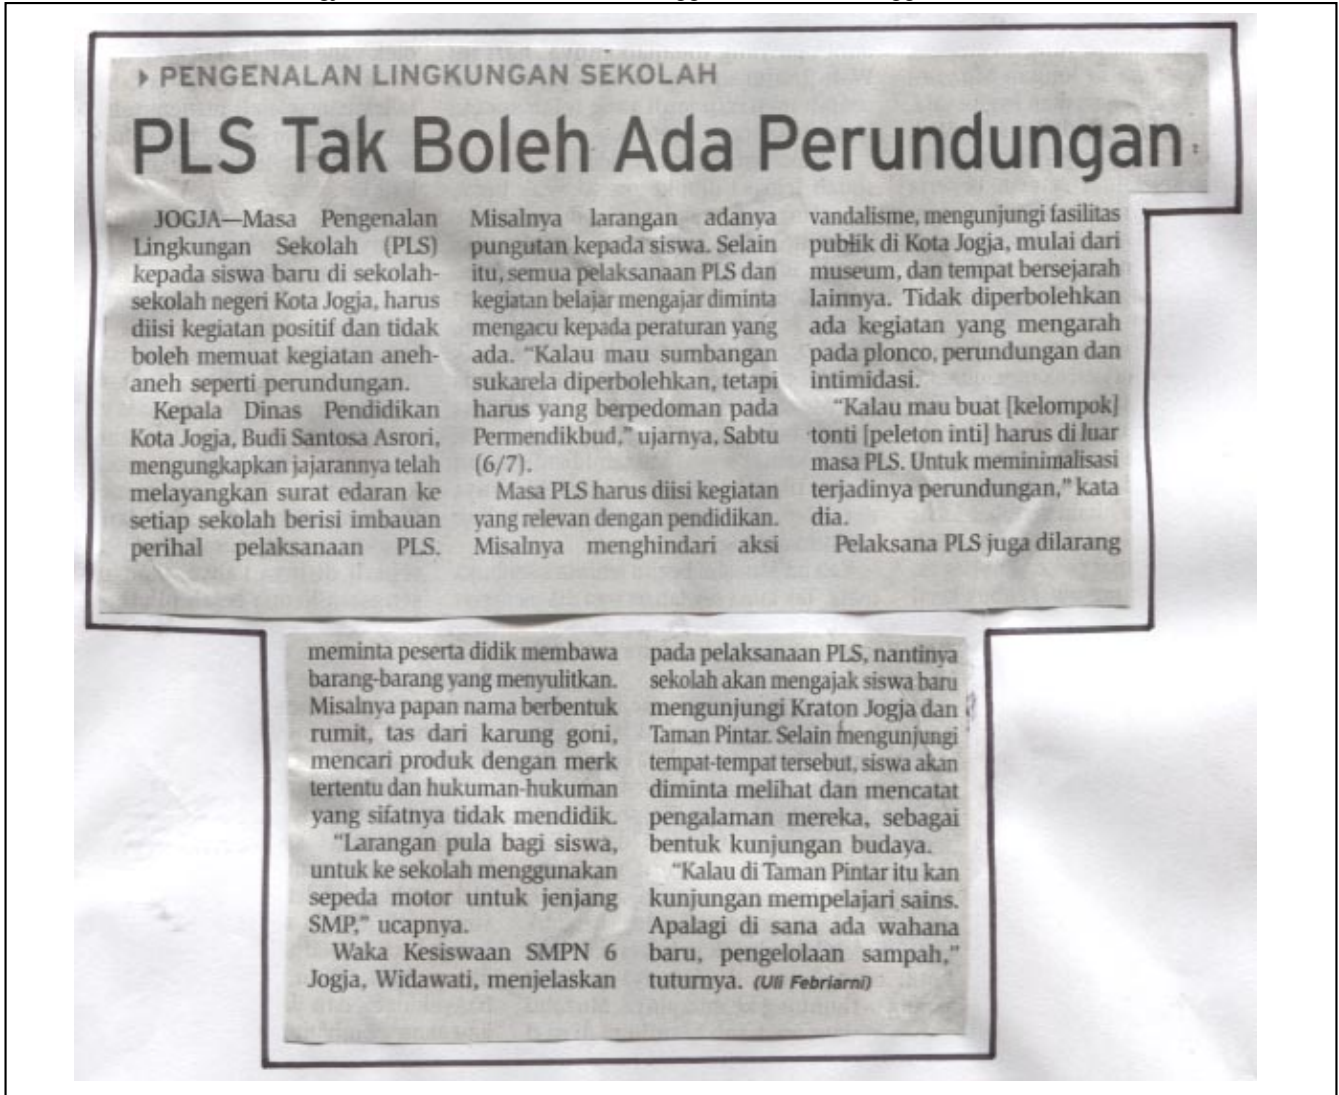 PENGENALAN LINGKUNGAN SEKOLAH
PLS Tak Boleh Ada Perundungan
JOGJA—Masa Pengenalan
Lingkungan Sekolah (PLS)
kepada siswa baru di sekolah-
sekolah negeri Kota Jogja, harus
diisi kegiatan positif dan tidak
boleh memuat kegiatan aneh-
aneh seperti perundungan.
Kepala Dinas Pendidikan
Kota Jogja, Budi Santosa Asrori,
mengungkapkan jajarannya telah
melayangkan surat edaran ke
setiap sekolah berisi imbauan
perihal pelaksanaan PLS.
Misalnya larangan adanya
pungutan kepada siswa. Selain
itu, semua pelaksanaan PLS dan
kegiatan belajar mengajar diminta
mengacu kepada peraturan yang
ada. “Kalau mau sumbangan
sukarela diperbolehkan, tetapi
harus yang berpedoman pada
Permendikbud,” ujarnya, Sabtu
(6/7).
Masa PLS harus diisi kegiatan
yang relevan dengan pendidikan.
Misalnya menghindari aksi
vandalisme, mengunjungi fasilitas
publik di Kota Jogja, mulai dari
museum, dan tempat bersejarah
lainnya. Tidak diperbolehkan
ada kegiatan yang mengarah
pada plonco, perundungan dan
intimidasi.
“Kalau mau buat [kelompok]
tonti [peleton inti] harus di luar
masa PLS. Untuk meminimalisasi
terjadinya perundungan,” kata
dia.
Pelaksana PLS juga dilarang
meminta peserta didik membawa
barang-barang yang menyulitkan.
Misalnya papan nama berbentuk
rumit, tas dari karung goni,
mencari produk dengan merk
tertentu dan hukuman-hukuman
yang sifatnya tidak mendidik.
“Larangan pula bagi siswa,
untuk ke sekolah menggunakan
sepeda motor untuk jenjang
SMP,” ucapnya.
Waka Kesiswaan SMPN 6
Jogja, Widawati, menjelaskan
pada pelaksanaan PLS, nantinya
sekolah akan mengajak siswa baru
mengunjungi Kraton Jogja dan
Taman Pintar. Selain mengunjungi
tempat-tempat tersebut, siswa akan
diminta melihat dan mencatat
pengalaman mereka, sebagai
bentuk kunjungan budaya.
“Kalau di Taman Pintar itu kan
kunjungan mempelajari sains.
Apalagi di sana ada wahana
baru, pengelolaan sampah,”
tuturnya. (Uli Febriarni)